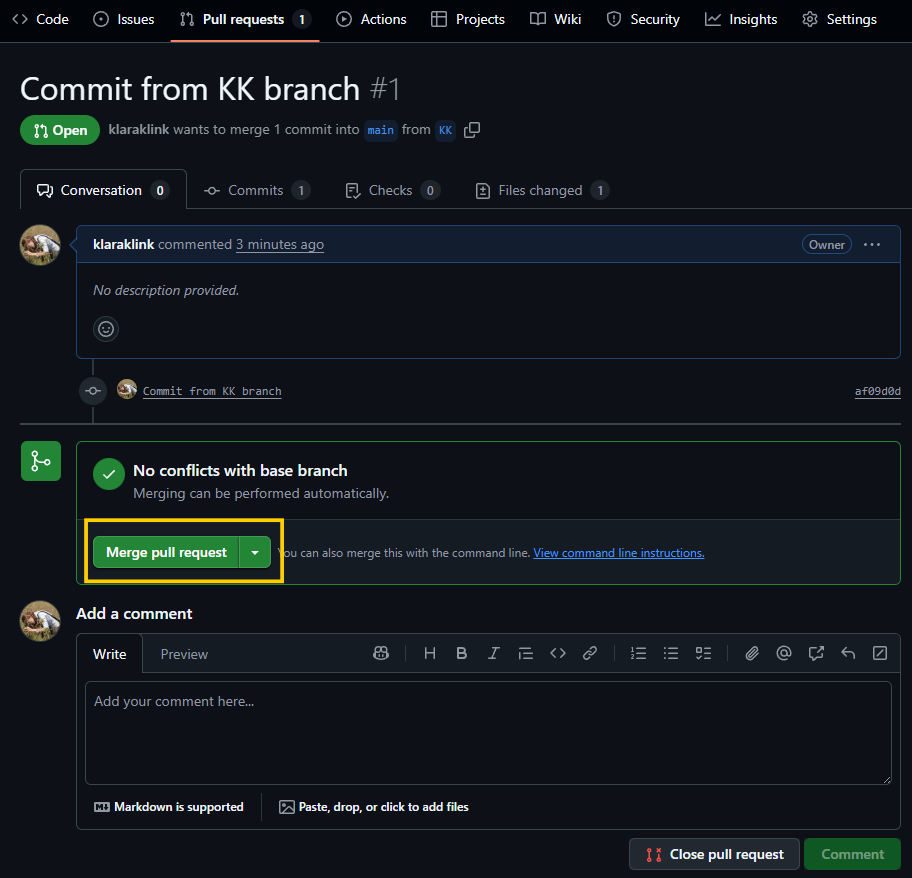 Code Issues Pull requests 1 Actions Projects Wiki Security Insights Settings
Commit from KK branch #1
Open klaraklink wants to merge 1 commit into main from KK
Conversation 0 Commits 1 Checks 0 Files changed 1
klaraklink commented 3 minutes ago Owner
No description provided.
Commit from KK branch af09d0d
No conflicts with base branch
Merging can be performed automatically.
Merge pull request You can also merge this with the command line. View command line instructions.
Add a comment
Write Preview
Add your comment here...
Markdown is supported Paste, drop, or click to add files
Close pull request Comment